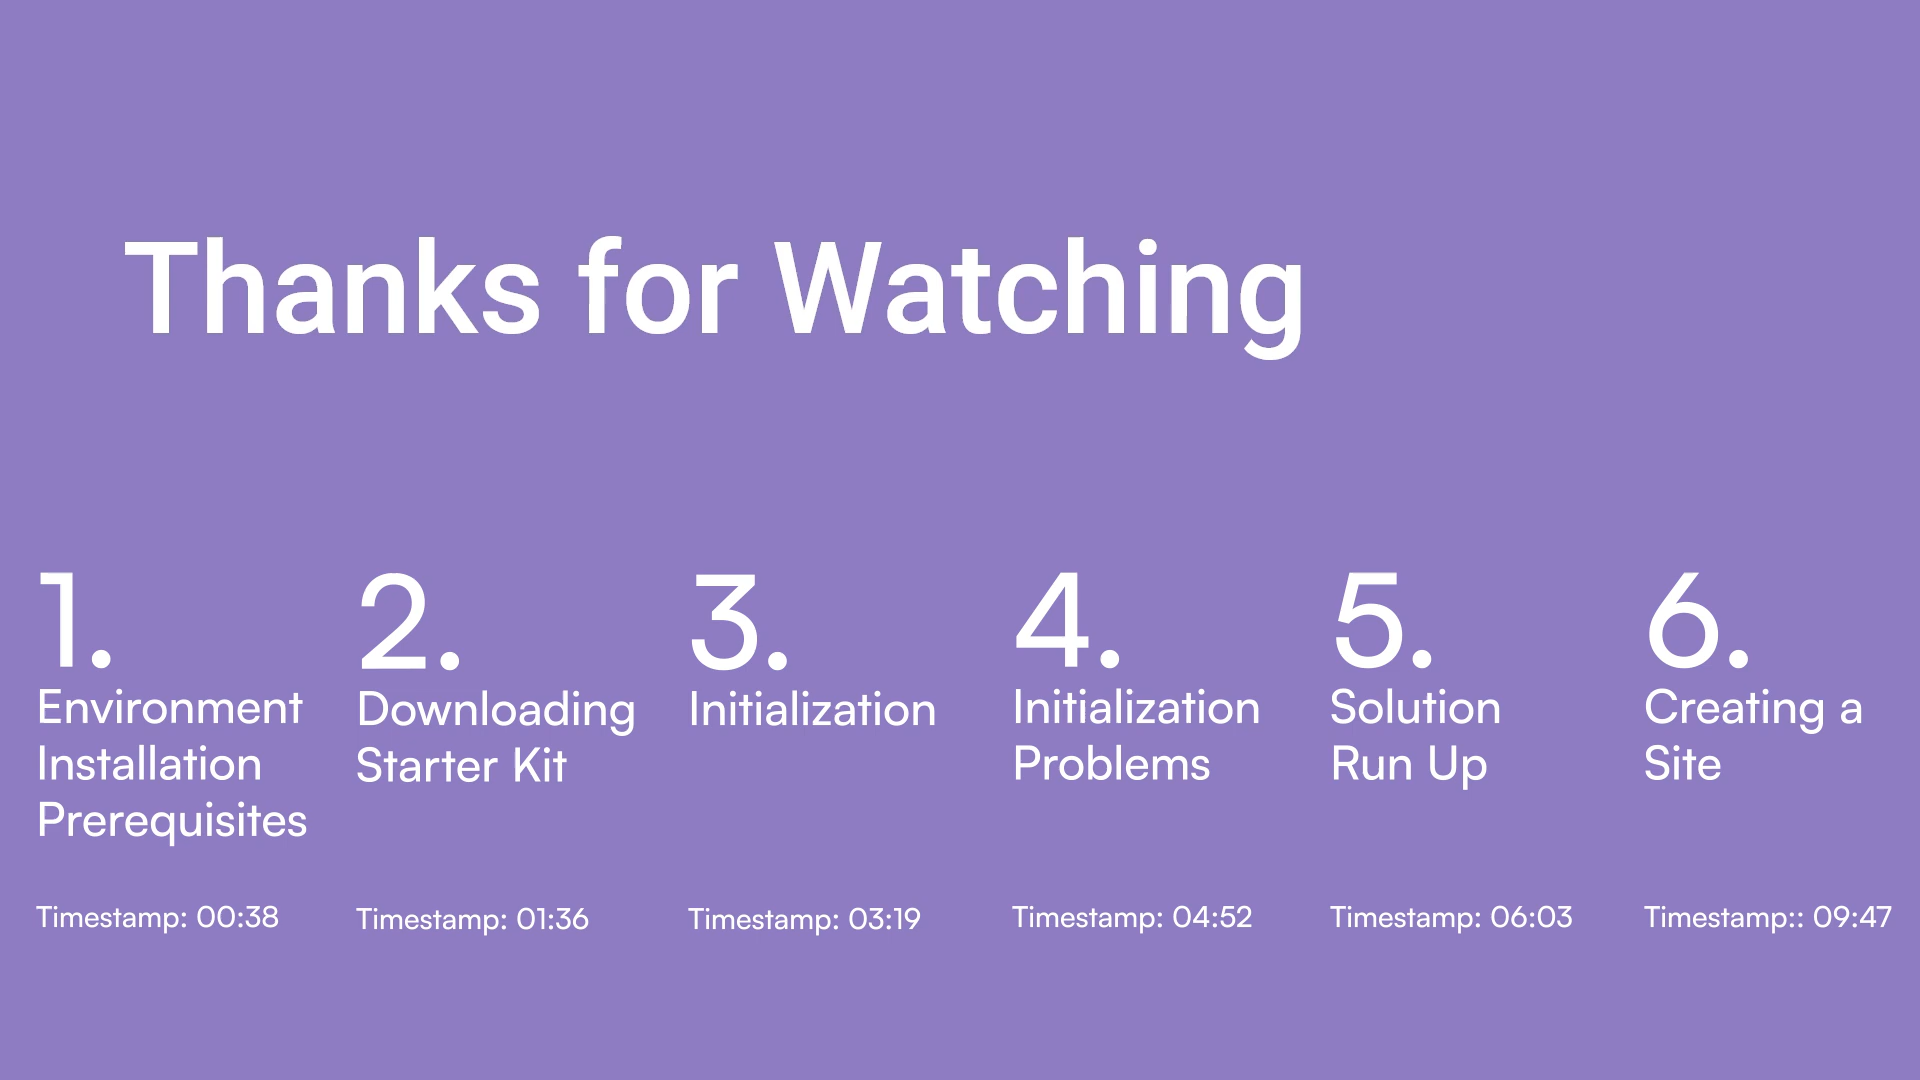 Thanks for Watching
1.
Environment
Installation
Prerequisites
Timestamp: 00:38
2.
Downloading
Starter Kit
Timestamp: 01:36
3.
Initialization
Timestamp: 03:19
4.
Initialization
Problems
Timestamp: 04:52
5.
Solution
Run Up
Timestamp: 06:03
6.
Creating a
Site
Timestamp:: 09:47